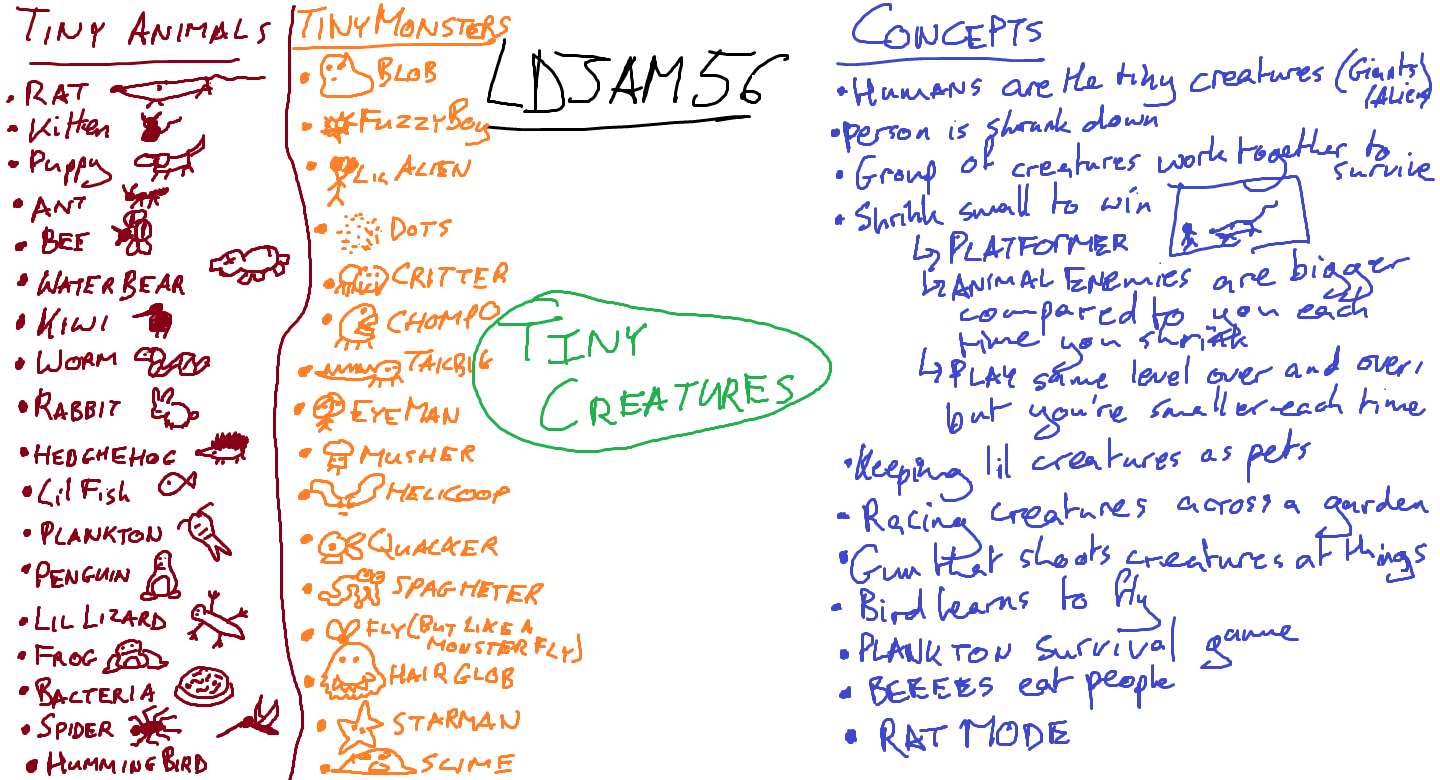 TINY ANIMALS
• RAT
• Kitten
• Puppy
• ANT
• BEE
• WATER BEAR
• KIWI
• WORM
• RABBIT
• HEDGHEHOG
• Lil Fish
• PLANKTON
• PENGUIN
• LIL LIZARD
• FROG
• BACTERIA
• SPIDER
• HUMMINGBIRD
TINY MONSTERS
• BLOB
• FUZZYBOY
• LIL ALIEN
• DOTS
• CRITTER
• CHOMPO
• TAILBUG
• EYEMAN
• MUSHER
• HELICOOP
• QUACKER
• SPAGHETER
• FLY (BUT LIKE A
MONSTER FLY)
• HAIR GLOB
• STARMAN
• SLIME
LDJAM56
TINY
CREATURES
CONCEPTS
• Humans are the tiny creatures (Giants/
/Aliens)
• person is shrunk down
• Group of creatures work together to
survive
• Shrink small to win
↳ PLATFORMER
↳ ANIMAL ENEMIES are bigger
compared to you each
time you shrink
↳ PLAY same level over and over,
but you're smaller each time
• Keeping lil creatures as pets
• Racing creatures across a garden
• Gun that shoots creatures at things
• Bird learns to fly
• PLANKTON survival game
• BEEEES eat people
• RAT MODE